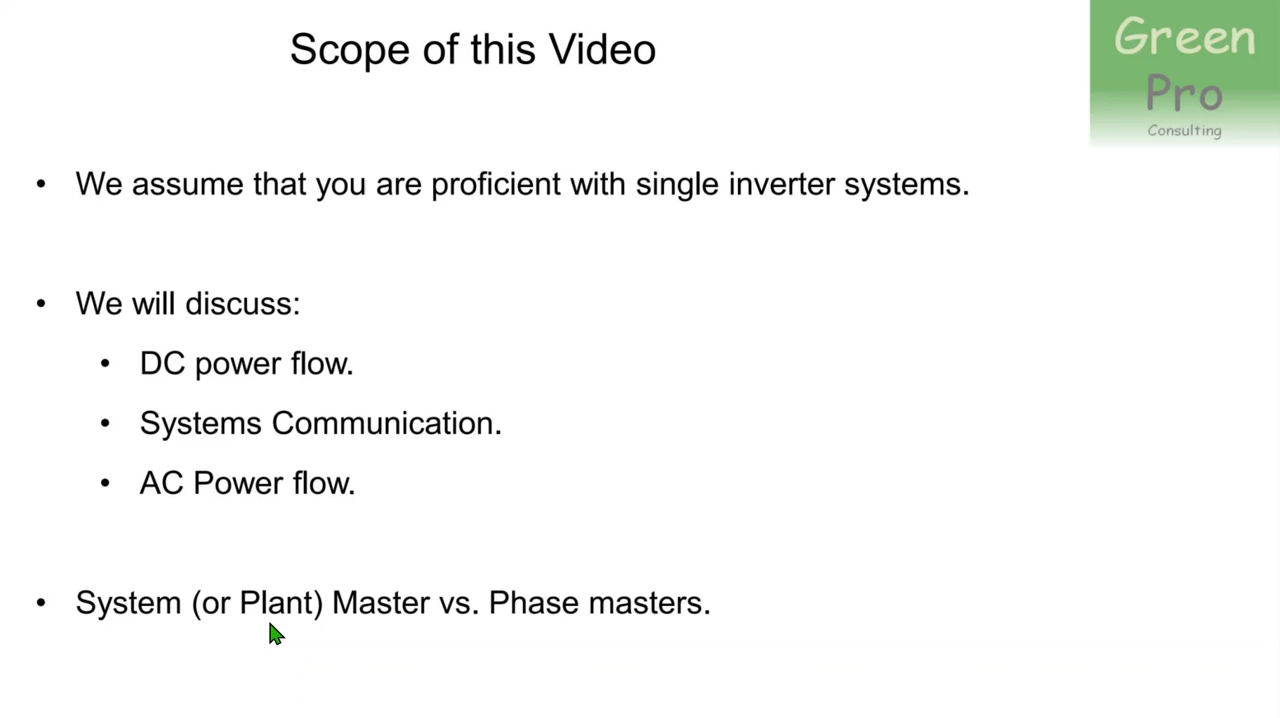 Scope of this Video
Green
Pro
Consulting
• We assume that you are proficient with single inverter systems.
• We will discuss:
• DC power flow.
• Systems Communication.
• AC Power flow.
• System (or Plant) Master vs. Phase masters.